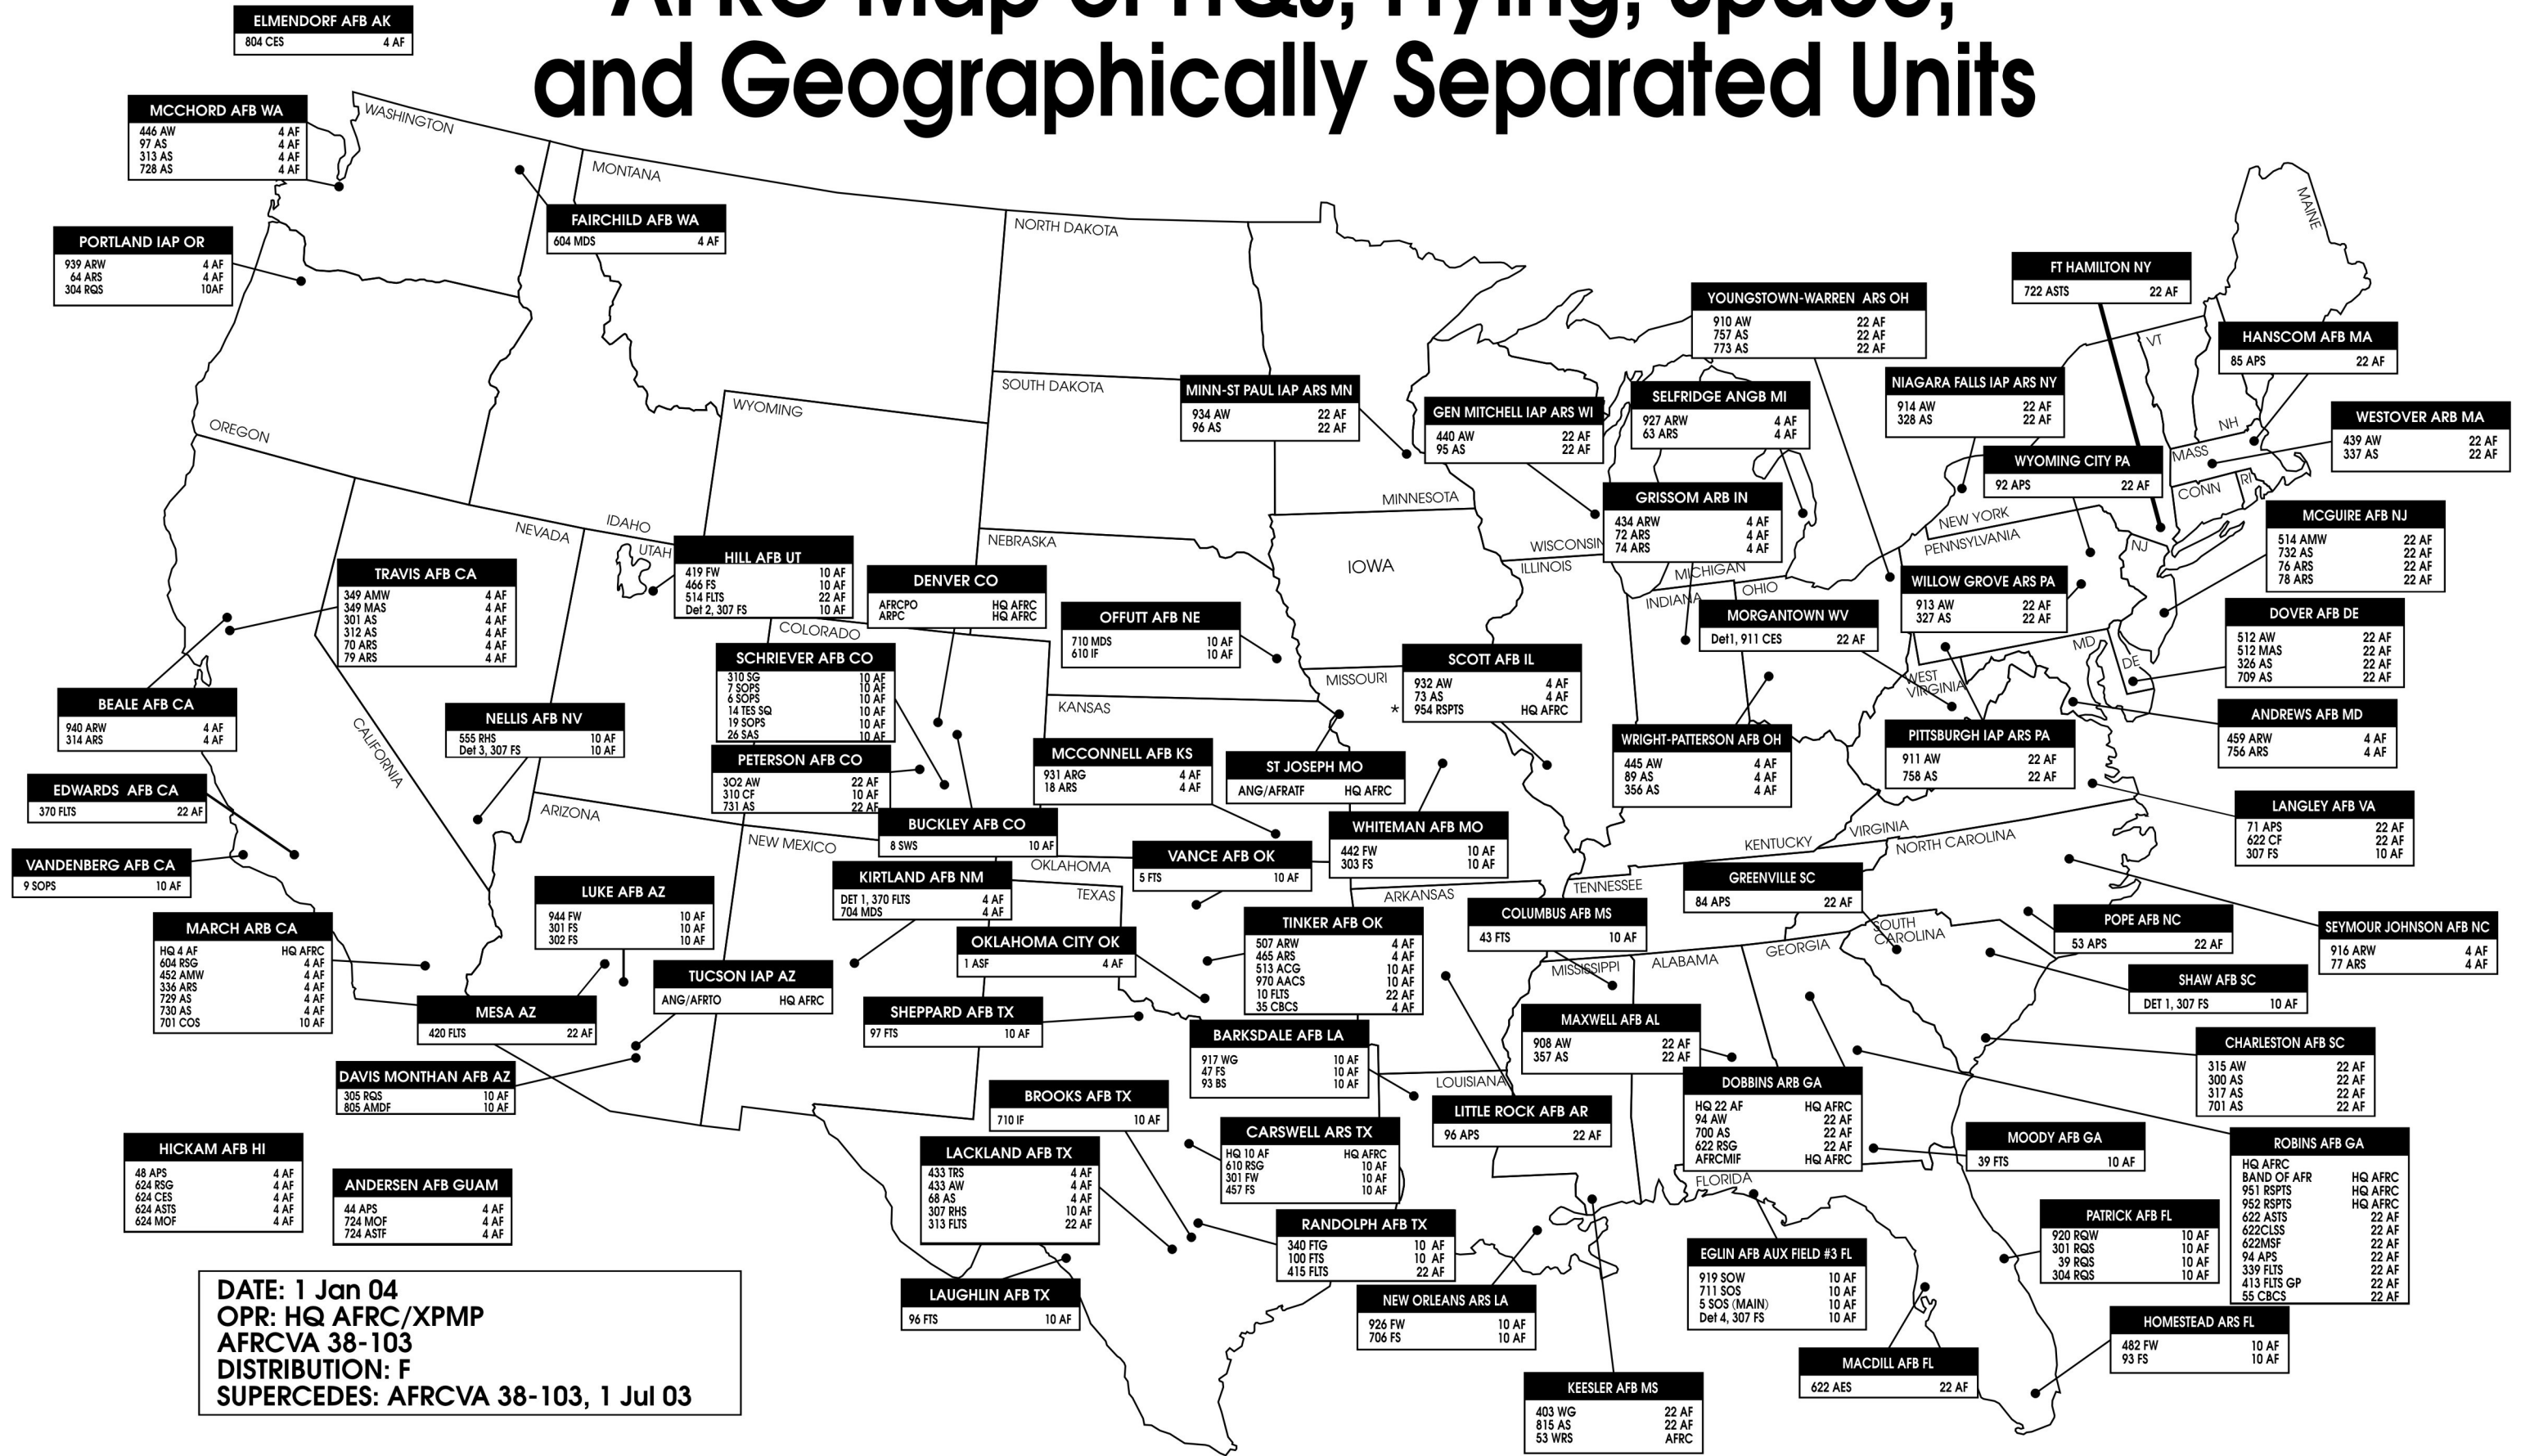 AFRC Map of HQs, Flying, Space,
and Geographically Separated Units
ELMENDORF AFB AK
804 CES 4 AF
MCCHORD AFB WA
446 AW 4 AF
97 AS 4 AF
313 AS 4 AF
728 AS 4 AF
WASHINGTON
MONTANA
FAIRCHILD AFB WA
604 MDS 4 AF
PORTLAND IAP OR
939 ARW 4 AF
64 ARS 4 AF
304 RQS 10AF
NORTH DAKOTA
MAINE
FT HAMILTON NY
722 ASTS 22 AF
YOUNGSTOWN-WARREN ARS OH
910 AW 22 AF
757 AS 22 AF
773 AS 22 AF
HANSCOM AFB MA
85 APS 22 AF
VT
NIAGARA FALLS IAP ARS NY
914 AW 22 AF
328 AS 22 AF
SOUTH DAKOTA
MINN-ST PAUL IAP ARS MN
934 AW 22 AF
96 AS 22 AF
GEN MITCHELL IAP ARS WI
440 AW 22 AF
95 AS 22 AF
SELFRIDGE ANGB MI
927 ARW 4 AF
63 ARS 4 AF
WESTOVER ARB MA
439 AW 22 AF
337 AS 22 AF
WYOMING
OREGON
NH
MASS
WYOMING CITY PA
92 APS 22 AF
CONN
RI
MINNESOTA
GRISSOM ARB IN
434 ARW 4 AF
72 ARS 4 AF
74 ARS 4 AF
NEW YORK
PENNSYLVANIA
NJ
MCGUIRE AFB NJ
514 AMW 22 AF
732 AS 22 AF
76 ARS 22 AF
78 ARS 22 AF
NEVADA
IDAHO
UTAH
NEBRASKA
WISCONSIN
ILLINOIS
IOWA
MICHIGAN
INDIANA
OHIO
HILL AFB UT
419 FW 10 AF
466 FS 10 AF
514 FLTS 22 AF
Det 2, 307 FS 10 AF
TRAVIS AFB CA
349 AMW 4 AF
349 MAS 4 AF
301 AS 4 AF
312 AS 4 AF
70 ARS 4 AF
79 ARS 4 AF
DENVER CO
AFRCPO HQ AFRC
ARPC HQ AFRC
WILLOW GROVE ARS PA
913 AW 22 AF
327 AS 22 AF
OFFUTT AFB NE
710 MDS 10 AF
610 IF 10 AF
MORGANTOWN WV
Det1, 911 CES 22 AF
DOVER AFB DE
512 AW 22 AF
512 MAS 22 AF
326 AS 22 AF
709 AS 22 AF
COLORADO
MD
DE
SCHRIEVER AFB CO
310 SG 10 AF
7 SOPS 10 AF
6 SOPS 10 AF
14 TES SQ 10 AF
19 SOPS 10 AF
26 SAS 10 AF
SCOTT AFB IL
932 AW 4 AF
73 AS 4 AF
* 954 RSPTS HQ AFRC
MISSOURI
WEST
VIRGINIA
BEALE AFB CA
940 ARW 4 AF
314 ARS 4 AF
NELLIS AFB NV
555 RHS 10 AF
Det 3, 307 FS 10 AF
CALIFORNIA
KANSAS
ANDREWS AFB MD
459 ARW 4 AF
756 ARS 4 AF
PETERSON AFB CO
302 AW 22 AF
310 CF 10 AF
731 AS 22 AF
MCCONNELL AFB KS
931 ARG 4 AF
18 ARS 4 AF
ST JOSEPH MO
ANG/AFRATF HQ AFRC
WRIGHT-PATTERSON AFB OH
445 AW 4 AF
89 AS 4 AF
356 AS 4 AF
PITTSBURGH IAP ARS PA
911 AW 22 AF
758 AS 22 AF
EDWARDS AFB CA
370 FLTS 22 AF
LANGLEY AFB VA
71 APS 22 AF
622 CF 22 AF
307 FS 10 AF
ARIZONA
NEW MEXICO
BUCKLEY AFB CO
8 SWS 10 AF
WHITEMAN AFB MO
442 FW 10 AF
303 FS 10 AF
KENTUCKY
VIRGINIA
NORTH CAROLINA
VANDENBERG AFB CA
9 SOPS 10 AF
OKLAHOMA
VANCE AFB OK
5 FTS 10 AF
KIRTLAND AFB NM
DET 1, 370 FLTS 4 AF
704 MDS 4 AF
TEXAS
ARKANSAS
TENNESSEE
GREENVILLE SC
84 APS 22 AF
LUKE AFB AZ
944 FW 10 AF
301 FS 10 AF
302 FS 10 AF
MARCH ARB CA
HQ 4 AF HQ AFRC
604 RSG 4 AF
452 AMW 4 AF
336 ARS 4 AF
729 AS 4 AF
730 AS 4 AF
701 COS 10 AF
OKLAHOMA CITY OK
1 ASF 4 AF
TINKER AFB OK
507 ARW 4 AF
465 ARS 4 AF
513 ACG 10 AF
970 AACS 10 AF
10 FLTS 22 AF
35 CBCS 4 AF
COLUMBUS AFB MS
43 FTS 10 AF
SOUTH
CAROLINA
POPE AFB NC
53 APS 22 AF
SEYMOUR JOHNSON AFB NC
916 ARW 4 AF
77 ARS 4 AF
GEORGIA
ALABAMA
MISSISSIPPI
TUCSON IAP AZ
ANG/AFRTO HQ AFRC
SHAW AFB SC
DET 1, 307 FS 10 AF
MESA AZ
420 FLTS 22 AF
SHEPPARD AFB TX
97 FTS 10 AF
MAXWELL AFB AL
908 AW 22 AF
357 AS 22 AF
BARKSDALE AFB LA
917 WG 10 AF
47 FS 10 AF
93 BS 10 AF
CHARLESTON AFB SC
315 AW 22 AF
300 AS 22 AF
317 AS 22 AF
701 AS 22 AF
DAVIS MONTHAN AFB AZ
305 RQS 10 AF
805 AMDF 10 AF
LOUISIANA
DOBBINS ARB GA
HQ 22 AF HQ AFRC
94 AW 22 AF
700 AS 22 AF
622 RSG 22 AF
AFRCMIF HQ AFRC
BROOKS AFB TX
710 IF 10 AF
LITTLE ROCK AFB AR
96 APS 22 AF
CARSWELL ARS TX
HQ 10 AF HQ AFRC
610 RSG 10 AF
301 FW 10 AF
457 FS 10 AF
MOODY AFB GA
39 FTS 10 AF
ROBINS AFB GA
HQ AFRC
BAND OF AFR HQ AFRC
951 RSPTS HQ AFRC
952 RSPTS HQ AFRC
622 ASTS 22 AF
622CLSS 22 AF
622MSF 22 AF
94 APS 22 AF
339 FLTS 22 AF
413 FLTS GP 22 AF
55 CBCS 22 AF
HICKAM AFB HI
48 APS 4 AF
624 RSG 4 AF
624 CES 4 AF
624 ASTS 4 AF
624 MOF 4 AF
LACKLAND AFB TX
433 TRS 4 AF
433 AW 4 AF
68 AS 4 AF
307 RHS 10 AF
313 FLTS 22 AF
ANDERSEN AFB GUAM
44 APS 4 AF
724 MOF 4 AF
724 ASTF 4 AF
FLORIDA
PATRICK AFB FL
920 RQW 10 AF
301 RQS 10 AF
39 RQS 10 AF
304 RQS 10 AF
RANDOLPH AFB TX
340 FTG 10 AF
100 FTS 10 AF
415 FLTS 22 AF
EGLIN AFB AUX FIELD #3 FL
919 SOW 10 AF
711 SOS 10 AF
5 SOS (MAIN) 10 AF
Det 4, 307 FS 10 AF
LAUGHLIN AFB TX
96 FTS 10 AF
NEW ORLEANS ARS LA
926 FW 10 AF
706 FS 10 AF
HOMESTEAD ARS FL
482 FW 10 AF
93 FS 10 AF
MACDILL AFB FL
622 AES 22 AF
KEESLER AFB MS
403 WG 22 AF
815 AS 22 AF
53 WRS AFRC
DATE: 1 Jan 04
OPR: HQ AFRC/XPMP
AFRCVA 38-103
DISTRIBUTION: F
SUPERCEDES: AFRCVA 38-103, 1 Jul 03